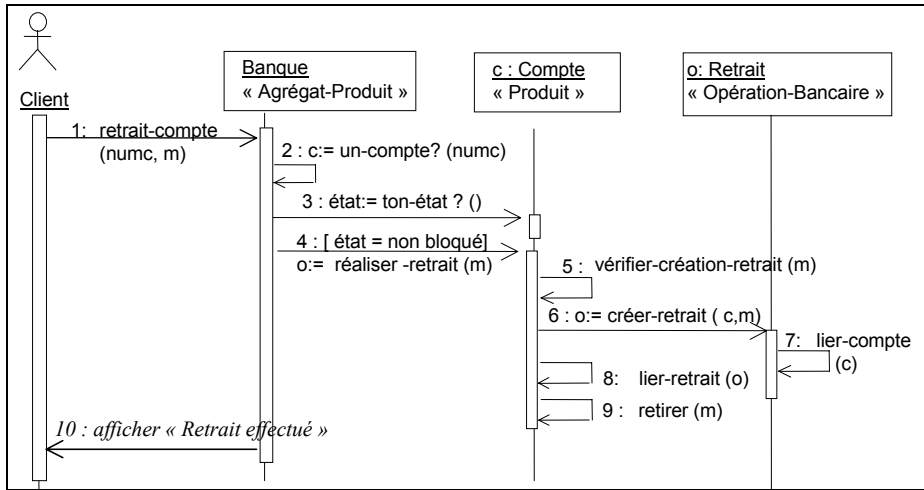 Client
Banque
« Agrégat-Produit »
c : Compte
« Produit »
o: Retrait
« Opération-Bancaire »
1: retrait-compte
(numc, m)
2 : c:= un-compte? (numc)
3 : état:= ton-état ? ()
4 : [ état = non bloqué]
o:= réaliser -retrait (m)
5 : vérifier-création-retrait (m)
6 : o:= créer-retrait ( c,m)
7: lier-compte
(c)
8: lier-retrait (o)
9 : retirer (m)
10 : afficher « Retrait effectué »